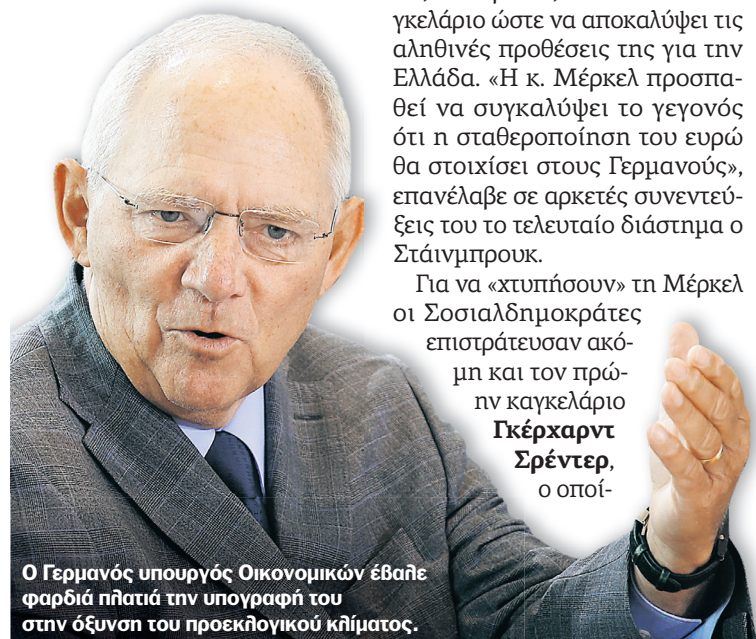 γκελάριο ώστε να αποκαλύψει τις
αληθινές προθέσεις της για την
Ελλάδα. «Η κ. Μέρκελ προσπα-
θεί να συγκαλύψει το γεγονός
ότι η σταθεροποίηση του ευρώ
θα στοιχίσει στους Γερμανούς»,
επανέλαβε σε αρκετές συνεντεύ-
ξεις του το τελευταίο διάστημα ο
Στάινμπρουκ.
Για να «χτυπήσουν» τη Μέρκελ
οι Σοσιαλδημοκράτες
επιστράτευσαν ακό-
μη και τον πρώ-
ην καγκελάριο
Γκέρχαρντ
Σρέντερ,
ο οποί-
Ο Γερμανός υπουργός Οικονομικών έβαλε
φαρδιά πλατιά την υπογραφή του
στην όξυνση του προεκλογικού κλίματος.